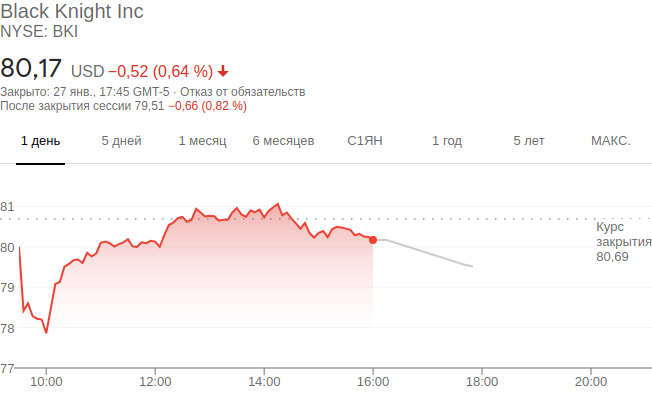 Black Knight Inc
NYSE: BKI
80,17 USD −0,52 (0,64 %)
Закрыто: 27 янв., 17:45 GMT-5 · Отказ от обязательств
После закрытия сессии 79,51 −0,66 (0,82 %)
1 день 5 дней 1 месяц 6 месяцев С1ЯН 1 год 5 лет МАКС.
81
Курс
закрытия
80,69
80
79
78
77
10:00 12:00 14:00 16:00 18:00 20:00